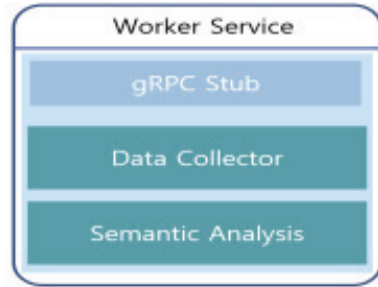 Worker Service
gRPC Stub
Data Collector
Semantic Analysis